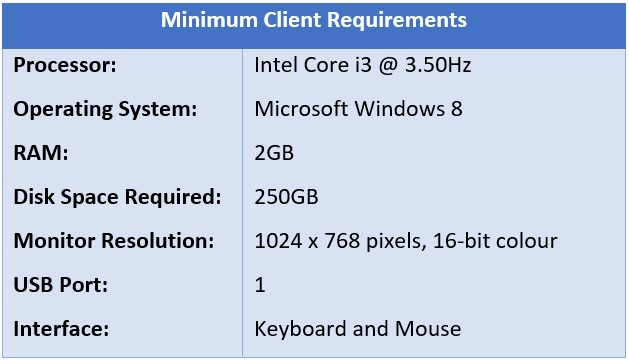 Minimum Client Requirements
Processor: Intel Core i3 @ 3.50Hz
Operating System: Microsoft Windows 8
RAM: 2GB
Disk Space Required: 250GB
Monitor Resolution: 1024 x 768 pixels, 16-bit colour
USB Port: 1
Interface: Keyboard and Mouse